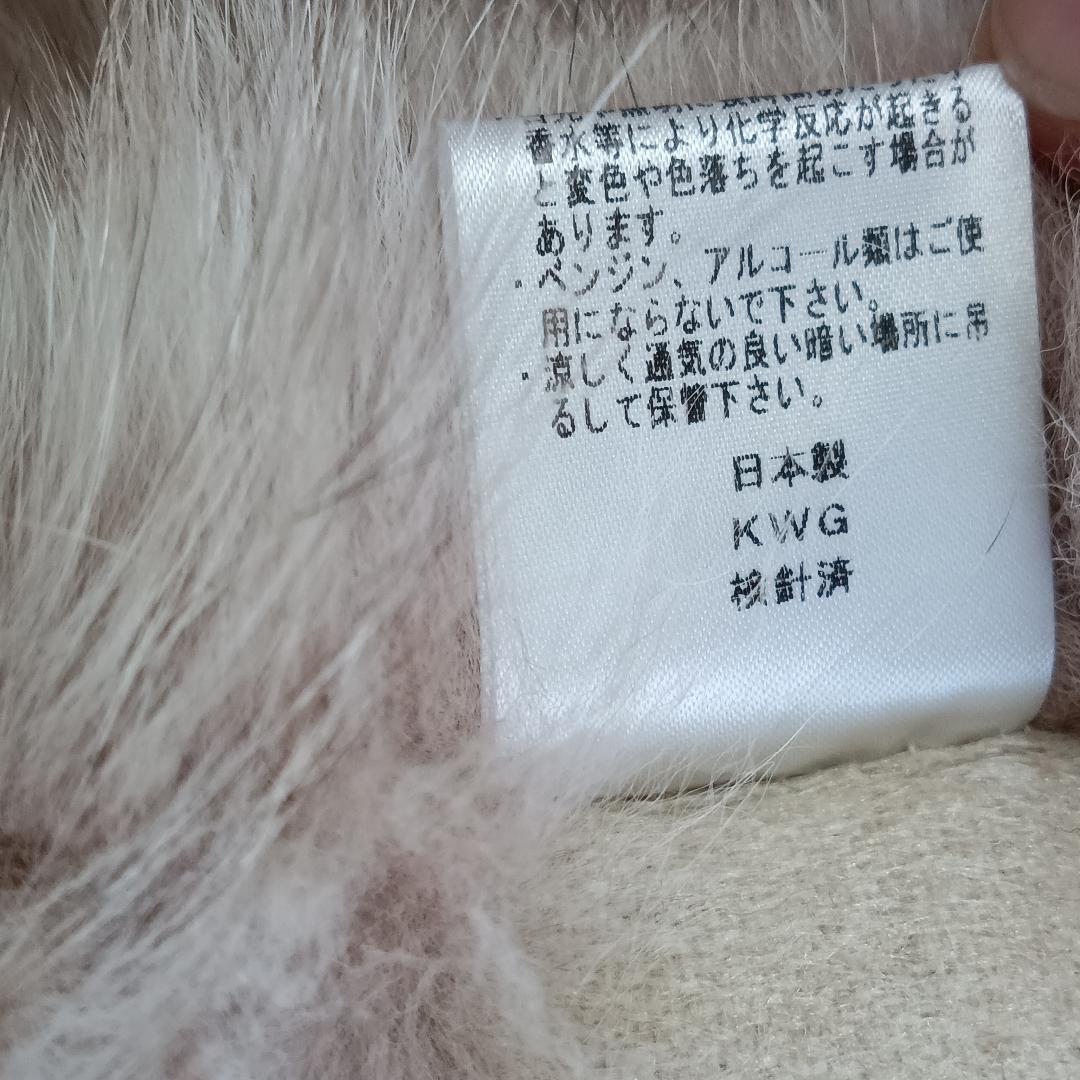 香水等により化学反応が起きる
と変色や色落ちを起こす場合が
あります。
・ベンジン、アルコール類はご使
用にならないで下さい。
・涼しく通気の良い暗い場所に吊
るして保管下さい。
日本製
KWG
検針済